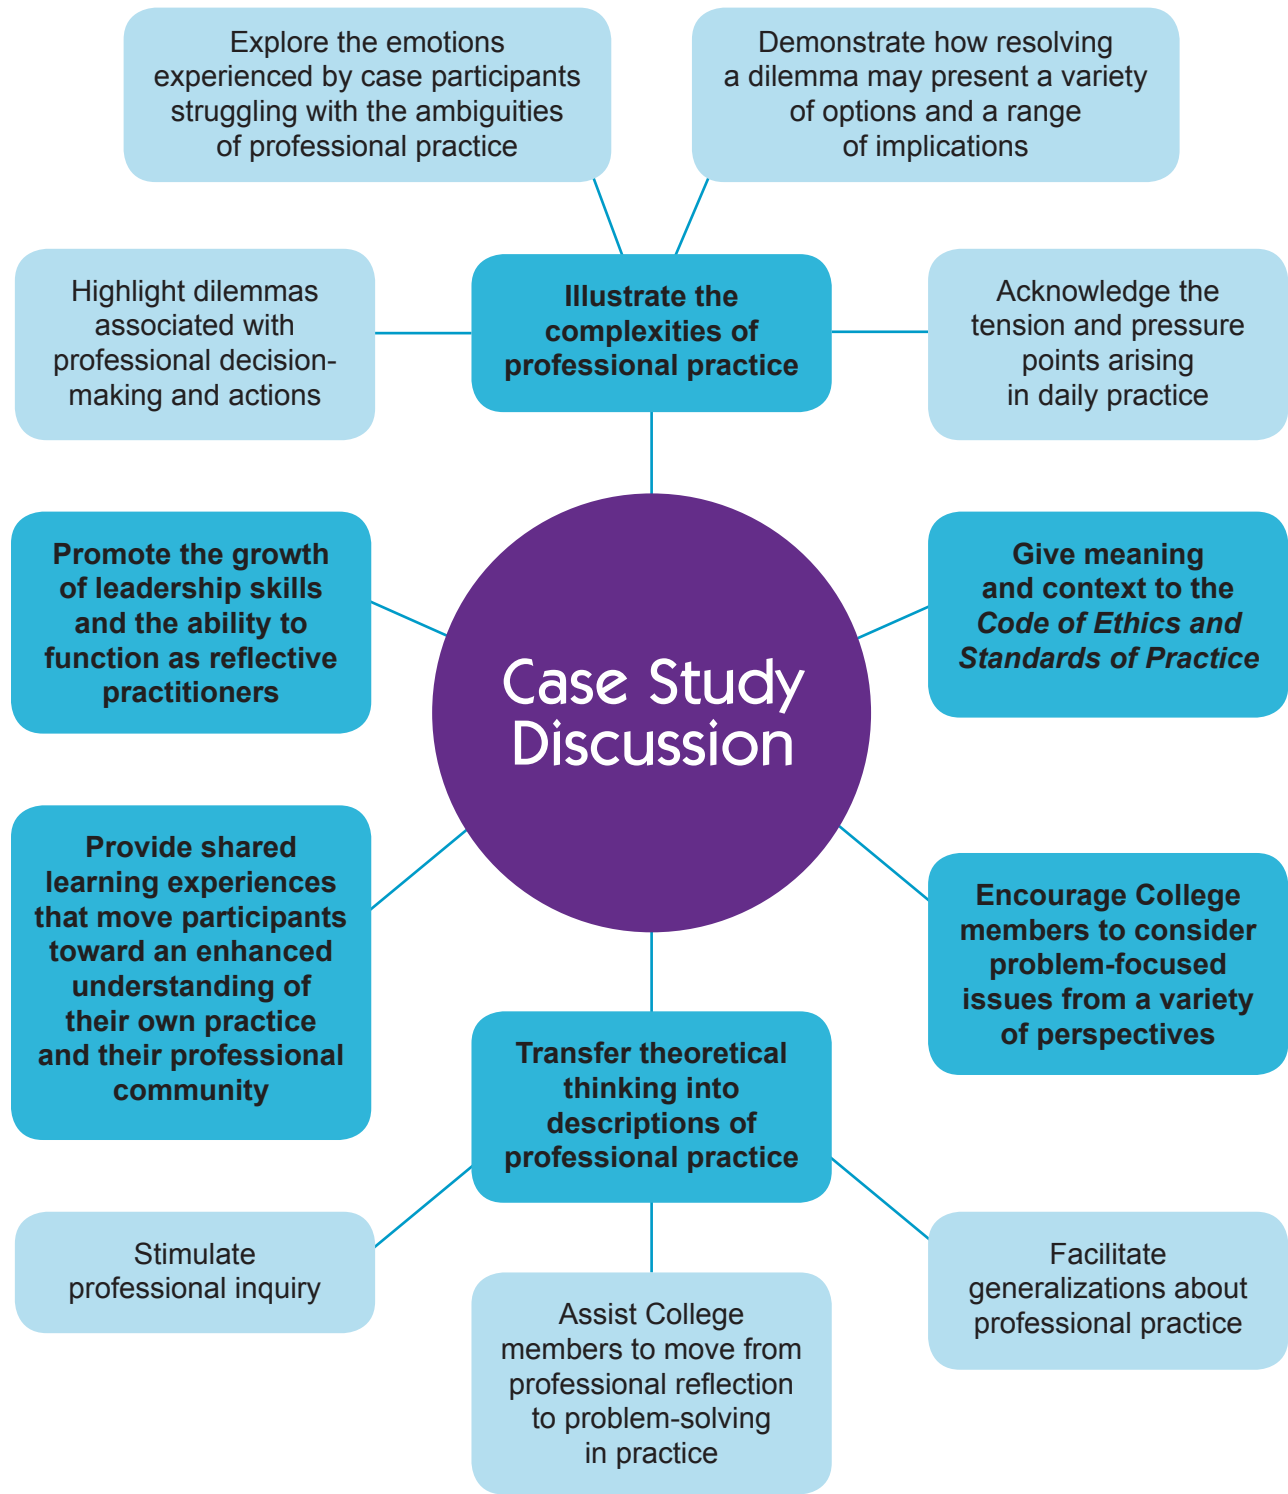 Explore the emotions
experienced by case participants
struggling with the ambiguities
of professional practice
Demonstrate how resolving
a dilemma may present a variety
of options and a range
of implications
Highlight dilemmas
associated with
professional decision-
making and actions
Illustrate the
complexities of
professional practice
Acknowledge the
tension and pressure
points arising
in daily practice
Promote the growth
of leadership skills
and the ability to
function as reflective
practitioners
Give meaning
and context to the
Code of Ethics and
Standards of Practice
Case Study
Discussion
Provide shared
learning experiences
that move participants
toward an enhanced
understanding of
their own practice
and their professional
community
Encourage College
members to consider
problem-focused
issues from a variety
of perspectives
Transfer theoretical
thinking into
descriptions of
professional practice
Stimulate
professional inquiry
Assist College
members to move from
professional reflection
to problem-solving
in practice
Facilitate
generalizations about
professional practice